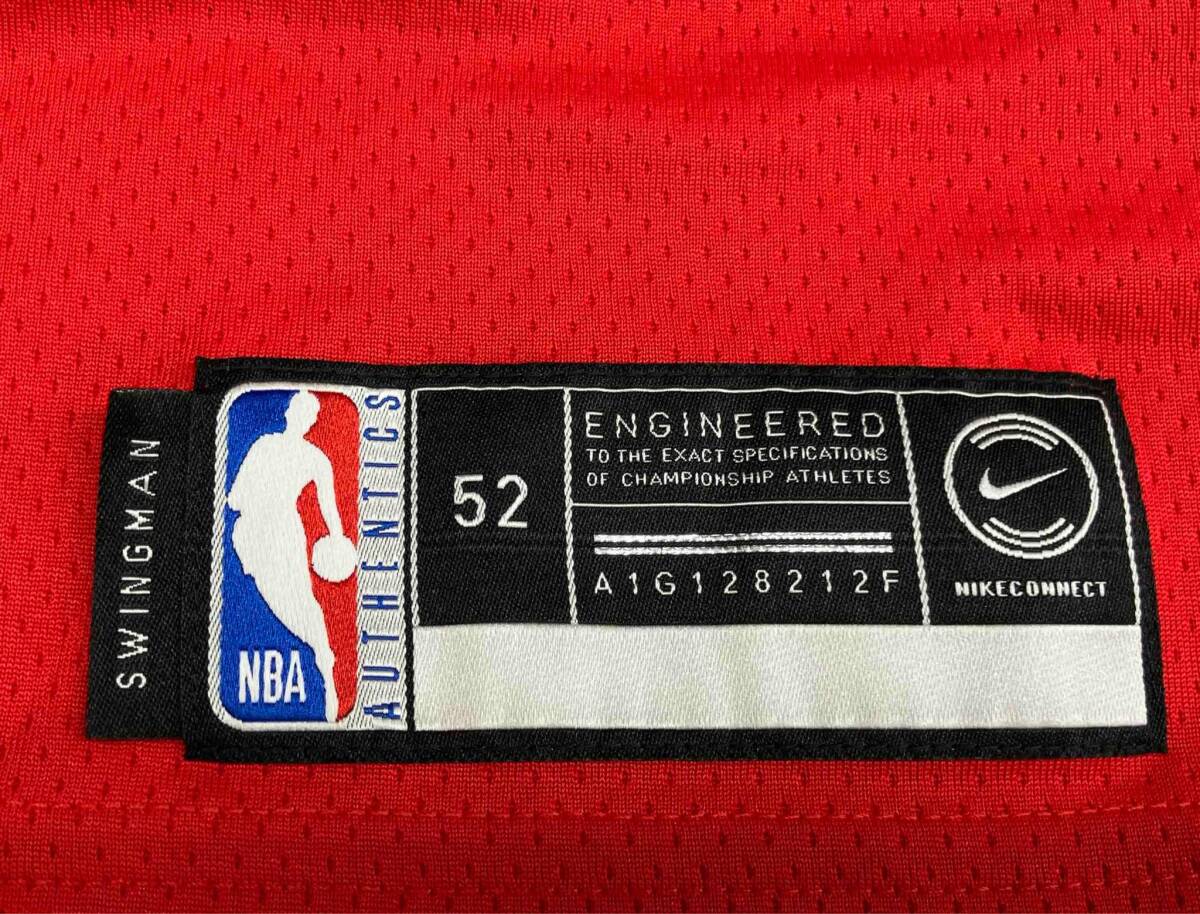 SWINGMAN
NBA
AUTHENTICS
52
ENGINEERED
TO THE EXACT SPECIFICATIONS
OF CHAMPIONSHIP ATHLETES
A1G128212F
NIKECONNECT